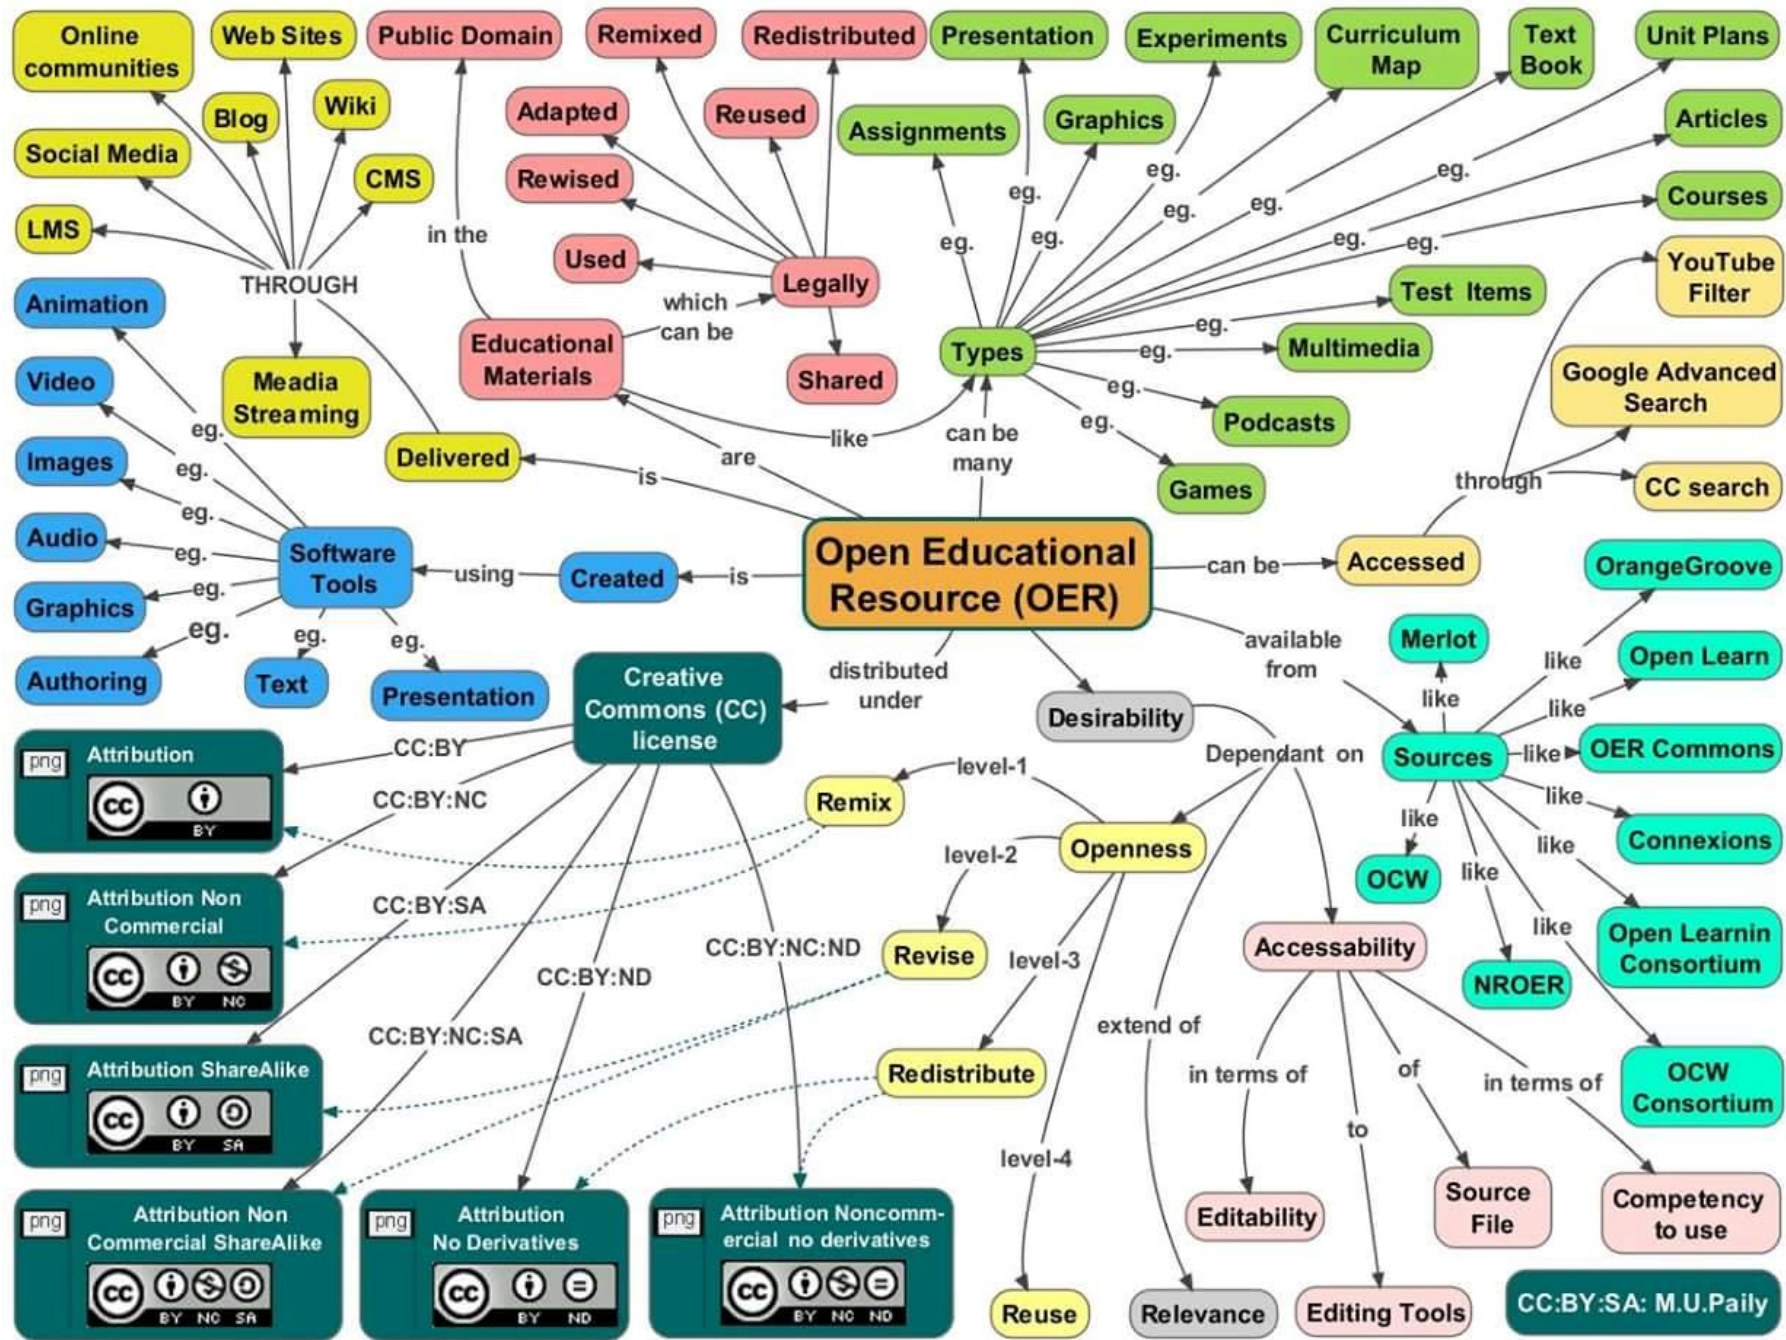 Online
communities
Web Sites
Public Domain
Remixed
Redistributed
Presentation
Experiments
Curriculum
Map
Text
Book
Unit Plans
Blog
Wiki
Adapted
Reused
Assignments
Graphics
Articles
Social Media
CMS
Rewised
eg.
eg.
eg.
eg.
eg.
eg.
eg.
eg.
eg.
Courses
LMS
in the
Used
Legally
YouTube
Filter
THROUGH
which
can be
Animation
Educational
Materials
Types
eg.
Test Items
eg.
Multimedia
Video
Meadia
Streaming
Shared
eg.
Podcasts
Google Advanced
Search
eg.
like
can be
many
eg.
Games
Images
eg.
Delivered
are
is
through
CC search
eg.
Audio
eg.
Software
Tools
using
Created
is
Open Educational
Resource (OER)
can be
Accessed
OrangeGroove
Graphics
eg.
eg.
eg.
eg.
Authoring
Text
Presentation
Creative
Commons (CC)
license
distributed
under
Desirability
available
from
Merlot
like
Open Learn
like
like
Sources
like
OER Commons
png
Attribution
cc
BY
CC:BY
level-1
Dependant on
Remix
like
Connexions
CC:BY:NC
level-2
Openness
like
like
OCW
like
png
Attribution Non
Commercial
cc
BY NC
CC:BY:SA
CC:BY:NC:ND
CC:BY:ND
Revise
level-3
Accessability
like
Open Learnin
Consortium
NROER
CC:BY:NC:SA
extend of
png
Attribution ShareAlike
cc
BY SA
Redistribute
in terms of
of
in terms of
OCW
Consortium
to
level-4
png
Attribution Non
Commercial ShareAlike
cc
BY NC SA
png
Attribution
No Derivatives
cc
BY ND
png
Attribution Noncomm-
ercial no derivatives
cc
BY NC ND
Editability
Source
File
Competency
to use
Reuse
Relevance
Editing Tools
CC:BY:SA: M.U.Paily